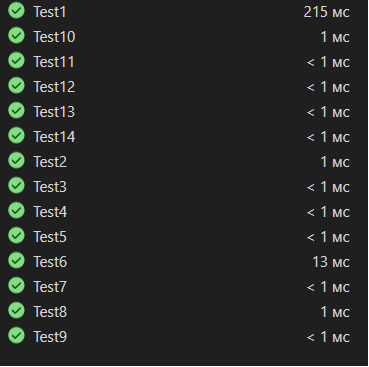 Test1 215 мс
Test10 1 мс
Test11 < 1 мс
Test12 < 1 мс
Test13 < 1 мс
Test14 < 1 мс
Test2 1 мс
Test3 < 1 мс
Test4 < 1 мс
Test5 < 1 мс
Test6 13 мс
Test7 < 1 мс
Test8 1 мс
Test9 < 1 мс